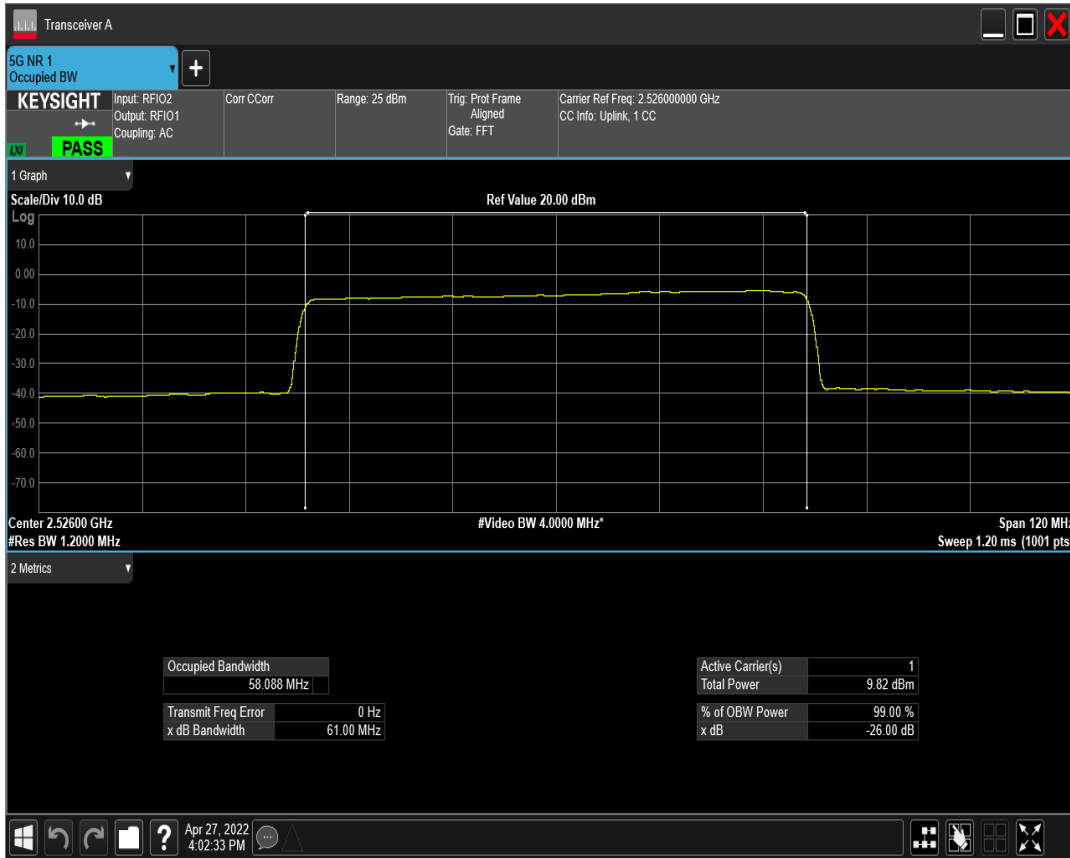 Transceiver A
5G NR 1
Occupied BW
KEYSIGHT
LXI
PASS
Input: RFIO2
Output: RFIO1
Coupling: AC
Corr CCorr
Range: 25 dBm
Trig: Prot Frame
Aligned
Gate: FFT
Carrier Ref Freq: 2.526000000 GHz
CC Info: Uplink, 1 CC
1 Graph
Scale/Div 10.0 dB
Ref Value 20.00 dBm
Log
10.0
0.00
-10.0
-20.0
-30.0
-40.0
-50.0
-60.0
-70.0
Center 2.52600 GHz
#Video BW 4.0000 MHz*
Span 120 MHz
#Res BW 1.2000 MHz
Sweep 1.20 ms (1001 pts
2 Metrics
Occupied Bandwidth
58.088 MHz
Transmit Freq Error 0 Hz
x dB Bandwidth 61.00 MHz
Active Carrier(s) 1
Total Power 9.82 dBm
% of OBW Power 99.00 %
x dB -26.00 dB
Apr 27, 2022
4:02:33 PM